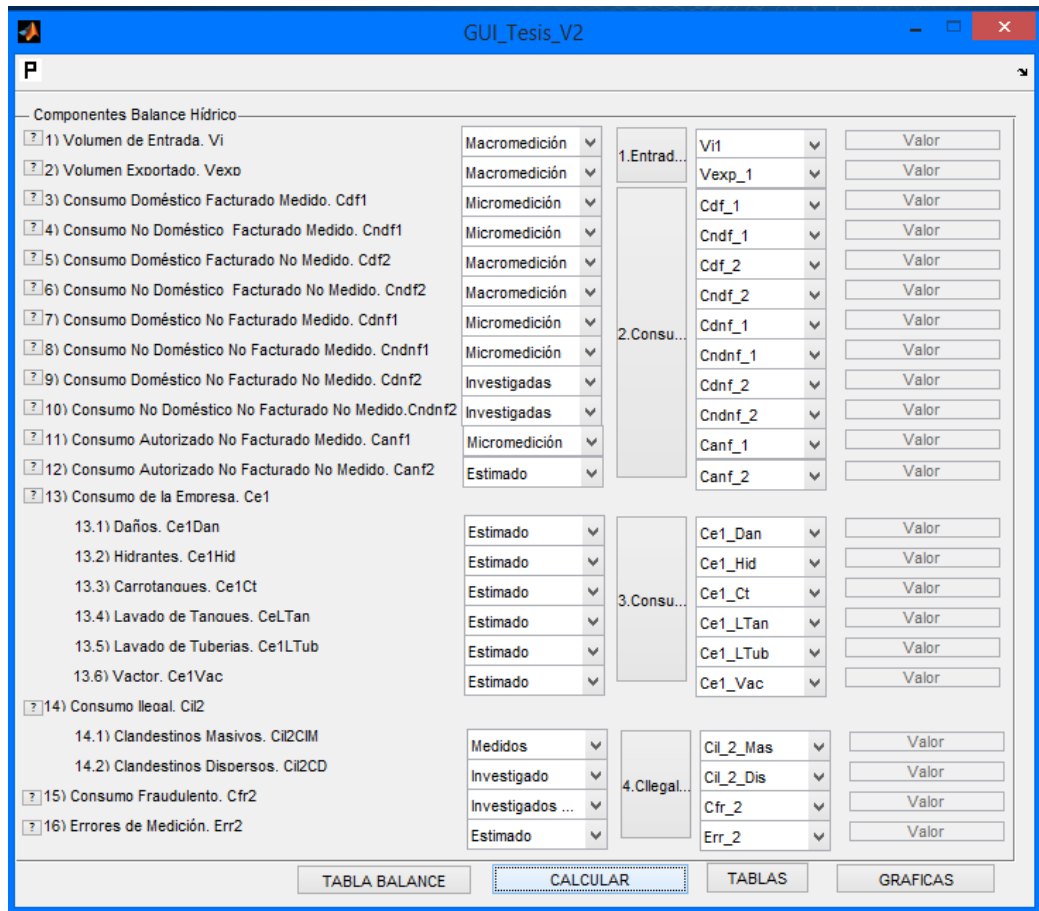 GUI_Tesis_V2
P
Componentes Balance Hídrico
? 1) Volumen de Entrada. Vi Macromedición 1.Entrad... Vi1 Valor
? 2) Volumen Exportado. Vexp Macromedición Vexp_1 Valor
? 3) Consumo Doméstico Facturado Medido. Cdf1 Micromedición Cdf_1 Valor
? 4) Consumo No Doméstico Facturado Medido. Cndf1 Micromedición Cndf_1 Valor
? 5) Consumo Doméstico Facturado No Medido. Cdf2 Macromedición Cdf_2 Valor
? 6) Consumo No Doméstico Facturado No Medido. Cndf2 Macromedición Cndf_2 Valor
? 7) Consumo Doméstico No Facturado Medido. Cdnf1 Micromedición 2.Consu... Cdnf_1 Valor
? 8) Consumo No Doméstico No Facturado Medido. Cndnf1 Micromedición Cndnf_1 Valor
? 9) Consumo Doméstico No Facturado No Medido. Cdnf2 Investigadas Cdnf_2 Valor
? 10) Consumo No Doméstico No Facturado No Medido.Cndnf2 Investigadas Cndnf_2 Valor
? 11) Consumo Autorizado No Facturado Medido. Canf1 Micromedición Canf_1 Valor
? 12) Consumo Autorizado No Facturado No Medido. Canf2 Estimado Canf_2 Valor
? 13) Consumo de la Empresa. Ce1
13.1) Daños. Ce1Dan Estimado Ce1_Dan Valor
13.2) Hidrantes. Ce1Hid Estimado Ce1_Hid Valor
13.3) Carrotanques. Ce1Ct Estimado 3.Consu... Ce1_Ct Valor
13.4) Lavado de Tanques. CeLTan Estimado Ce1_LTan Valor
13.5) Lavado de Tuberias. Ce1LTub Estimado Ce1_LTub Valor
13.6) Vactor. Ce1Vac Estimado Ce1_Vac Valor
? 14) Consumo Ilegal. Cil2
14.1) Clandestinos Masivos. Cil2ClM Medidos Cil_2_Mas Valor
14.2) Clandestinos Dispersos. Cil2CD Investigado 4.CIlegal... Cil_2_Dis Valor
? 15) Consumo Fraudulento. Cfr2 Investigados ... Cfr_2 Valor
? 16) Errores de Medición. Err2 Estimado Err_2 Valor
TABLA BALANCE CALCULAR TABLAS GRAFICAS